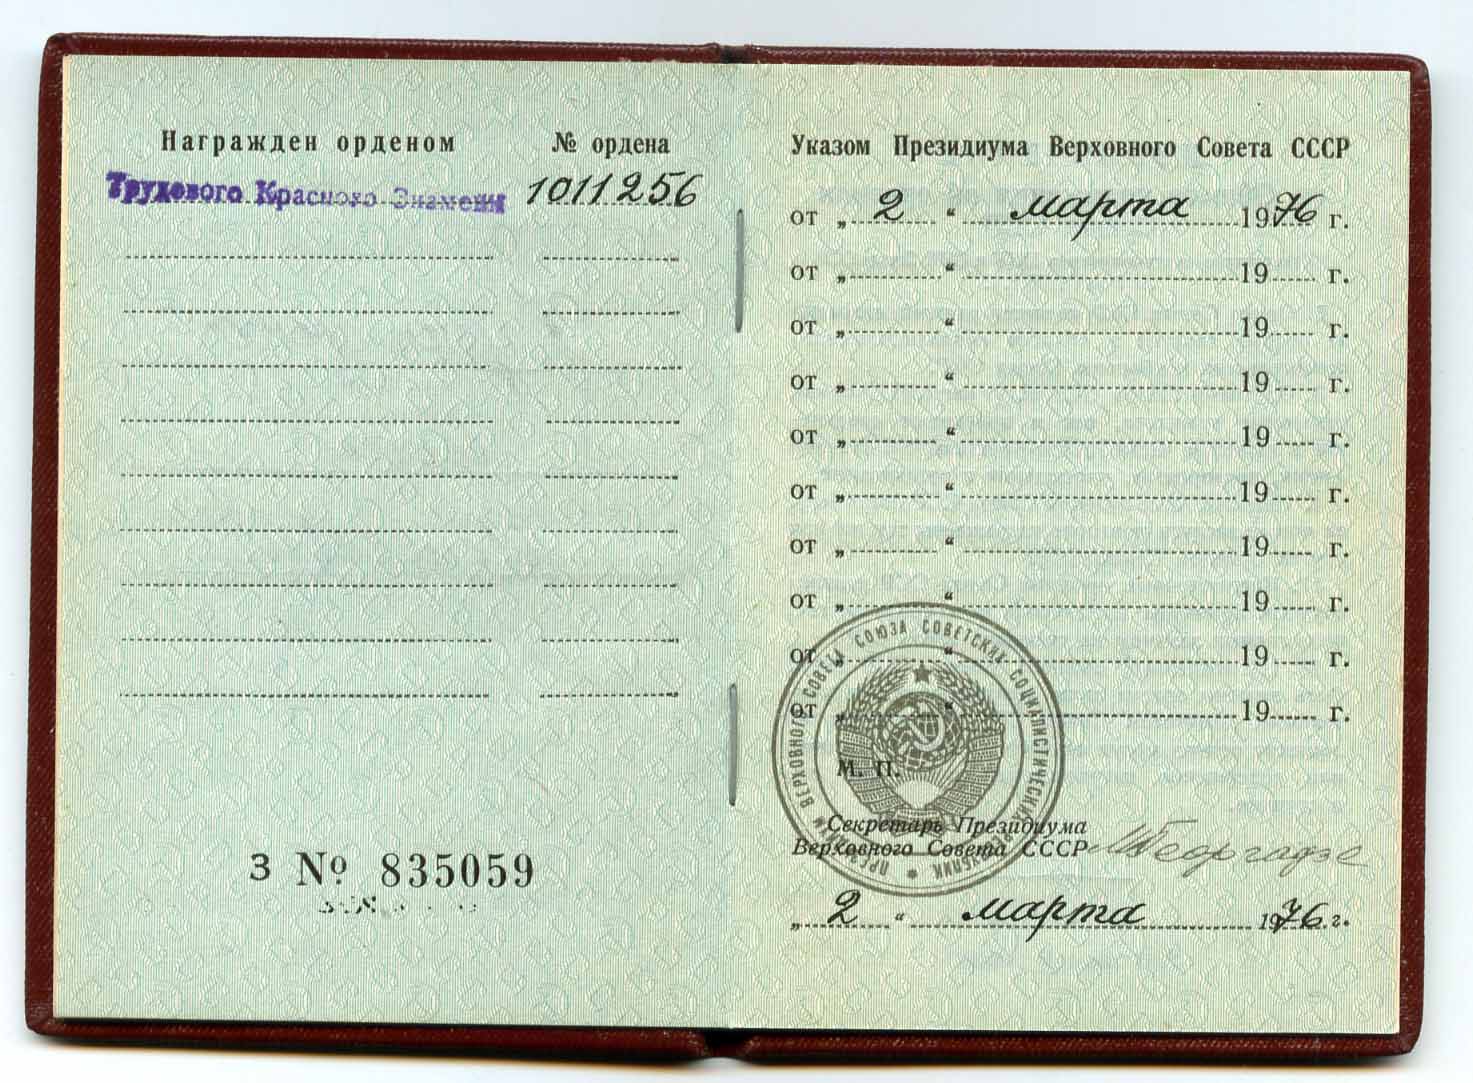 Награжден орденом
№ ордена
Трудового Красного Знамени
1011256
З № 835059
Указом Президиума Верховного Совета СССР
от „ 2 “ марта 1976 г.
от „ “ 19 г.
от „ “ 19 г.
от „ “ 19 г.
от „ “ 19 г.
от „ “ 19 г.
от „ “ 19 г.
от „ “ 19 г.
от „ “ 19 г.
от „ “ 19 г.
ПРЕЗИДИУМ ВЕРХОВНОГО СОВЕТА СОЮЗА СОВЕТСКИХ СОЦИАЛИСТИЧЕСКИХ РЕСПУБЛИК
М. П.
Секретарь Президиума
Верховного Совета СССР МГеоргадзе
„ 2 “ марта 1976 г.